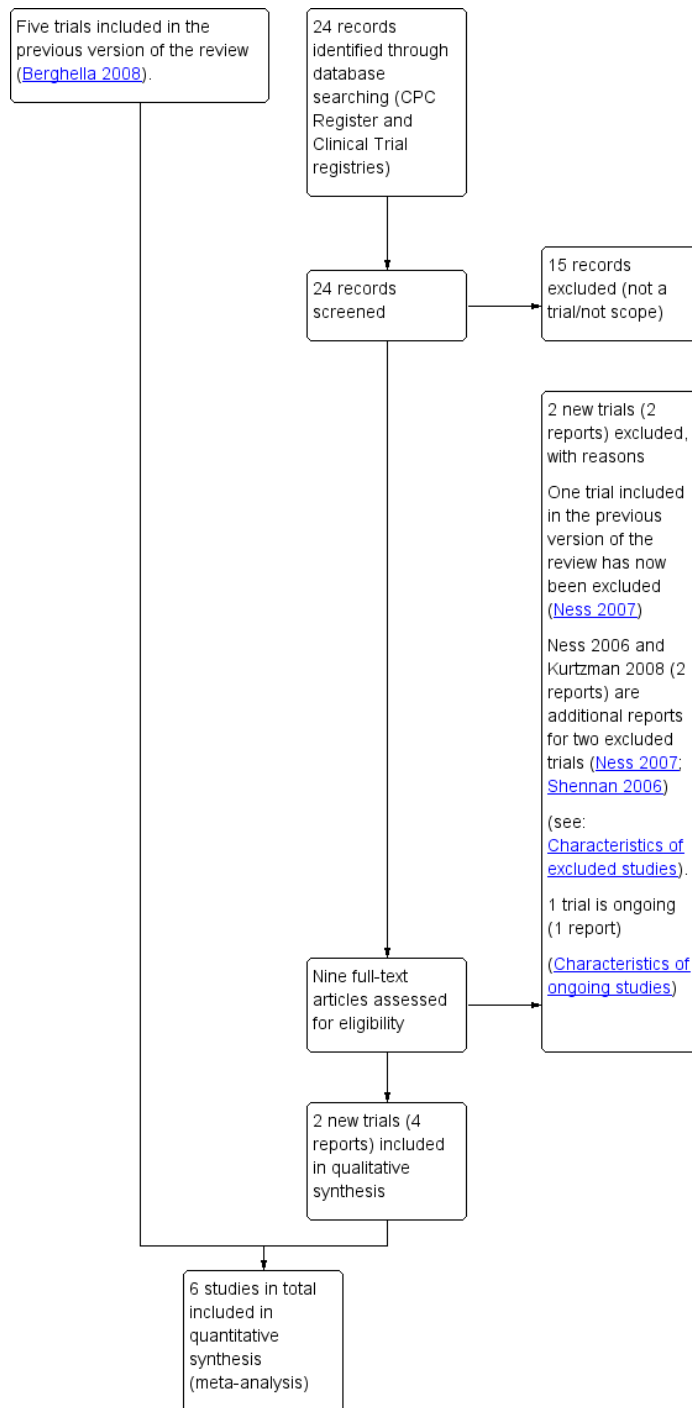 Five trials included in the
previous version of the review
(Berghella 2008).
24 records
identified through
database
searching (CPC
Register and
Clinical Trial
registries)
24 records
screened
15 records
excluded (not a
trial/not scope)
2 new trials (2
reports) excluded,
with reasons
One trial included
in the previous
version of the
review has now
been excluded
(Ness 2007)
Ness 2006 and
Kurtzman 2008 (2
reports) are
additional reports
for two excluded
trials (Ness 2007;
Shennan 2006)
(see:
Characteristics of
excluded studies).
1 trial is ongoing
(1 report)
(Characteristics of
ongoing studies)
Nine full-text
articles assessed
for eligibility
2 new trials (4
reports) included
in qualitative
synthesis
6 studies in total
included in
quantitative
synthesis
(meta-analysis)